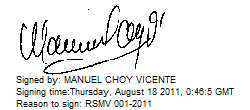 Signed by: MANUEL CHOY VICENTE
Signing time:Thursday, August 18 2011, 0:46:5 GMT
Reason to sign: RSMV 001-2011